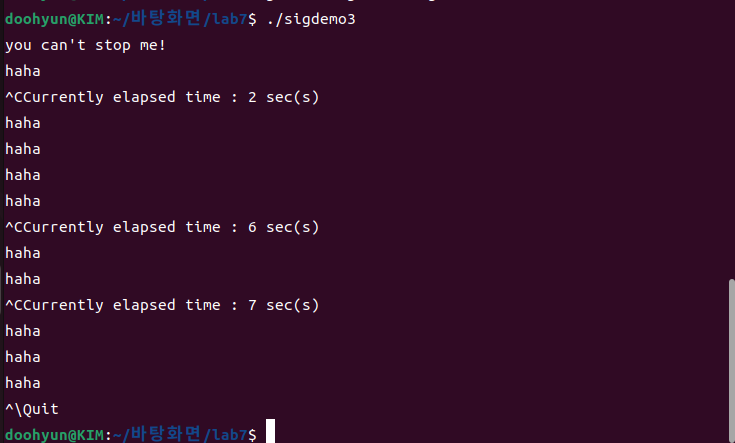 doohyun@KIM:~/바탕화면/lab7$ ./sigdemo3
you can't stop me!
haha
^CCurrently elapsed time : 2 sec(s)
haha
haha
haha
haha
^CCurrently elapsed time : 6 sec(s)
haha
haha
^CCurrently elapsed time : 7 sec(s)
haha
haha
haha
^\Quit
doohyun@KIM:~/바탕화면/lab7$